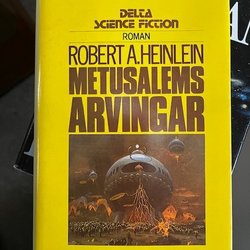 DELTA
SCIENCE FICTION
ROMAN
ROBERT A. HEINLEIN
METUSALEMS
ARVINGAR